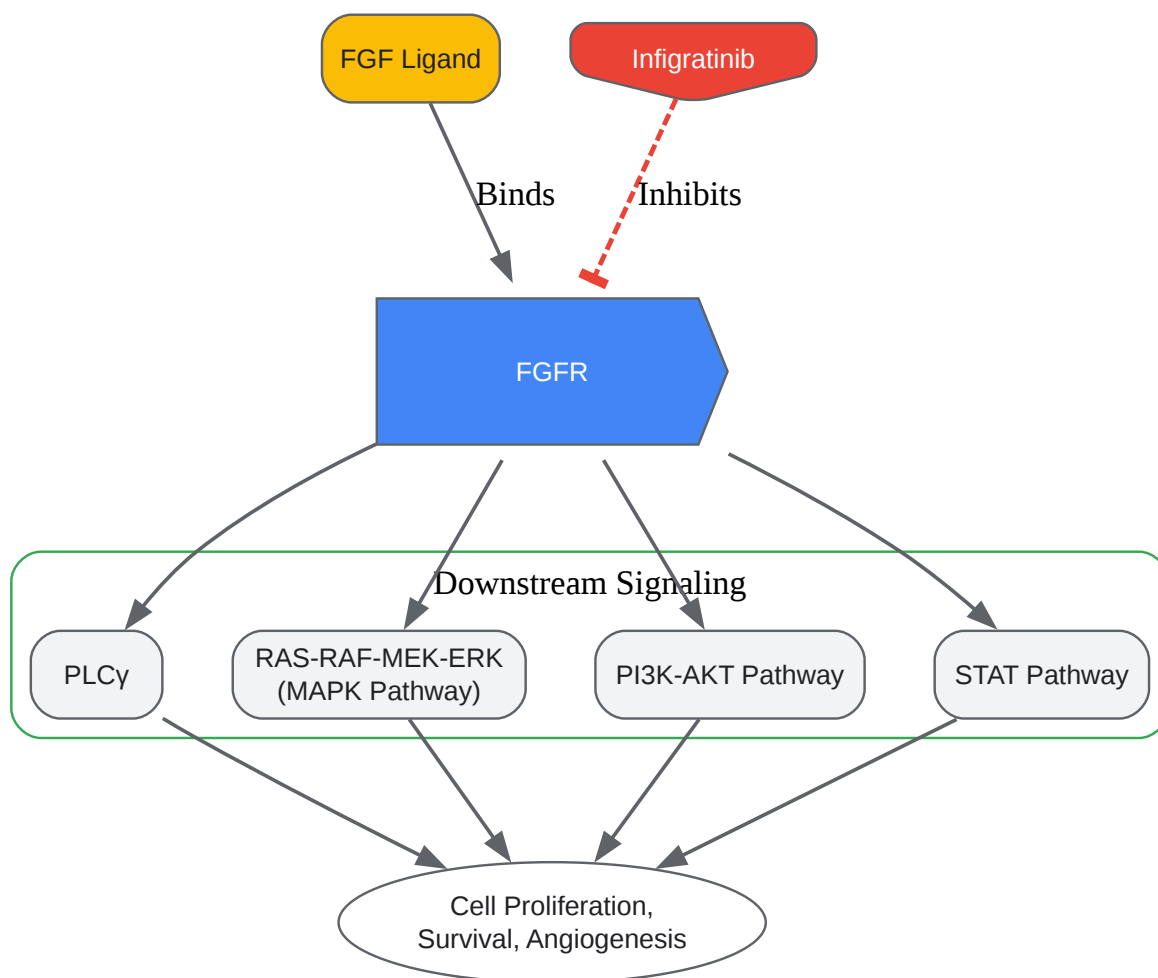 FGF Ligand
Infigratinib
Binds
Inhibits
FGFR
Downstream Signaling
PLCγ
RAS-RAF-MEK-ERK
(MAPK Pathway)
PI3K-AKT Pathway
STAT Pathway
Cell Proliferation,
Survival, Angiogenesis